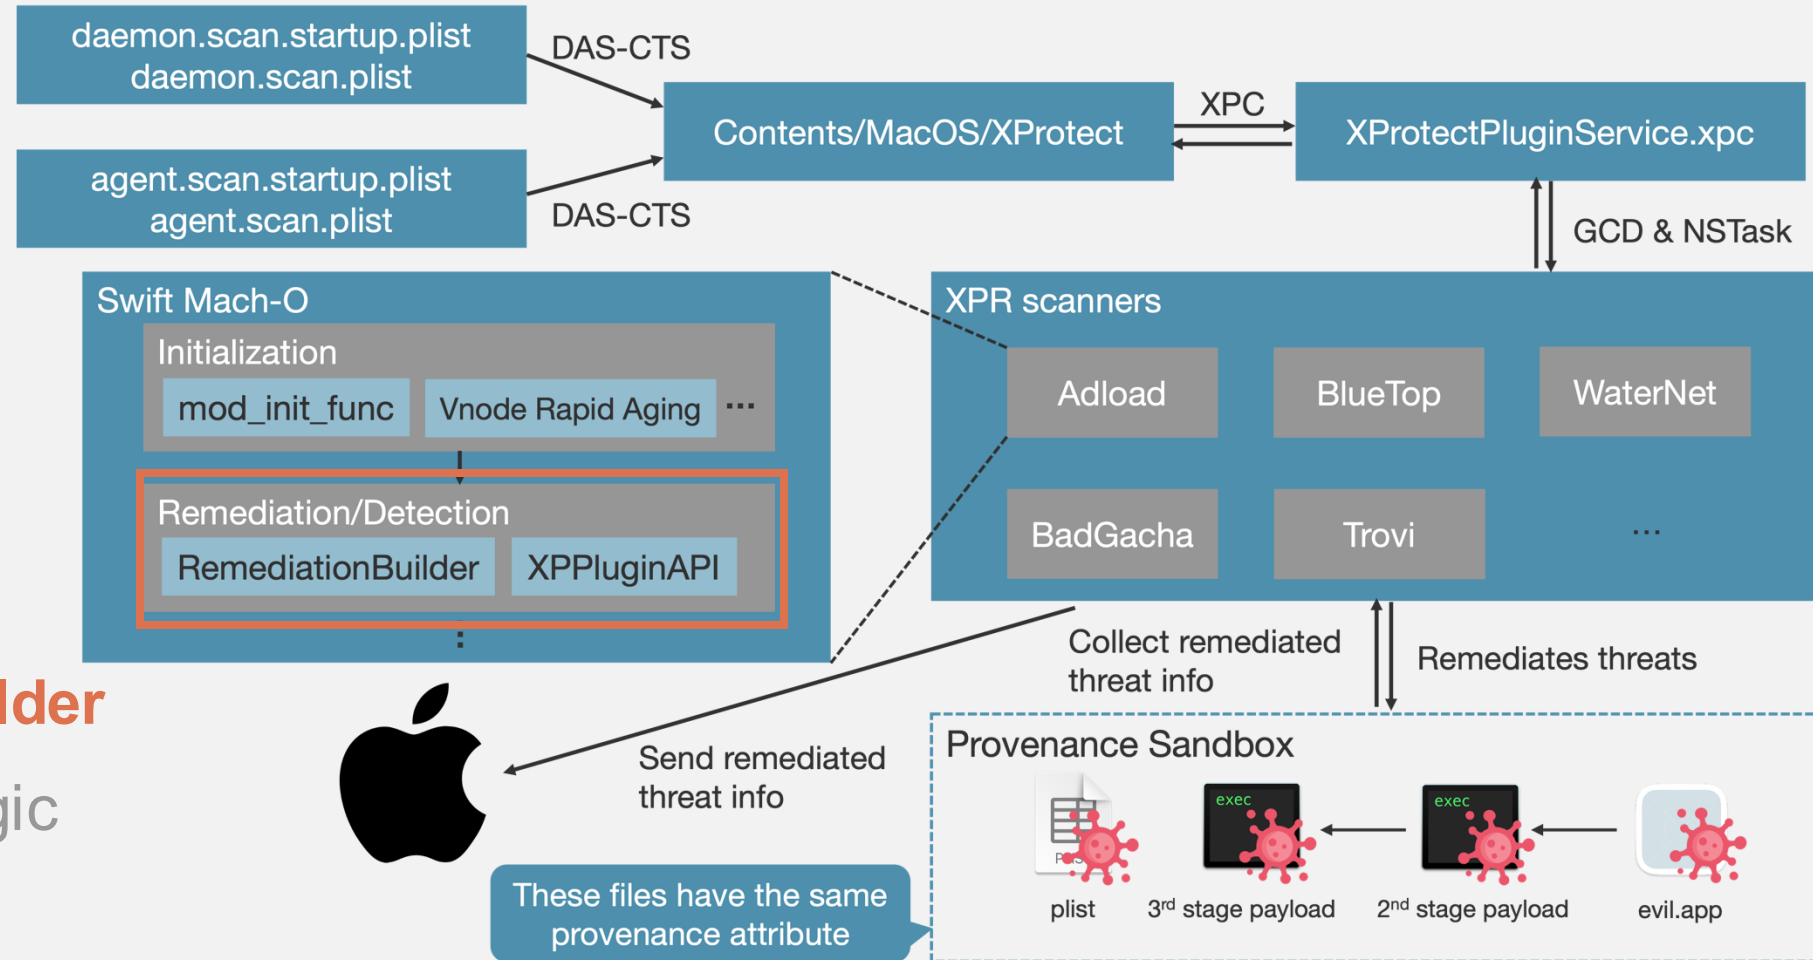 daemon.scan.startup.plist
daemon.scan.plist
DAS-CTS
agent.scan.startup.plist
agent.scan.plist
DAS-CTS
Contents/MacOS/XProtect
XPC
XProtectPluginService.xpc
GCD & NSTask
Swift Mach-O
Initialization
mod_init_func
Vnode Rapid Aging
...
Remediation/Detection
RemediationBuilder
XPPluginAPI
XPR scanners
Adload
BlueTop
WaterNet
BadGacha
Trovi
...
Collect remediated
threat info
Remediates threats
Send remediated
threat info
Provenance Sandbox
exec
exec
plist
3rd stage payload
2nd stage payload
evil.app
These files have the same
provenance attribute